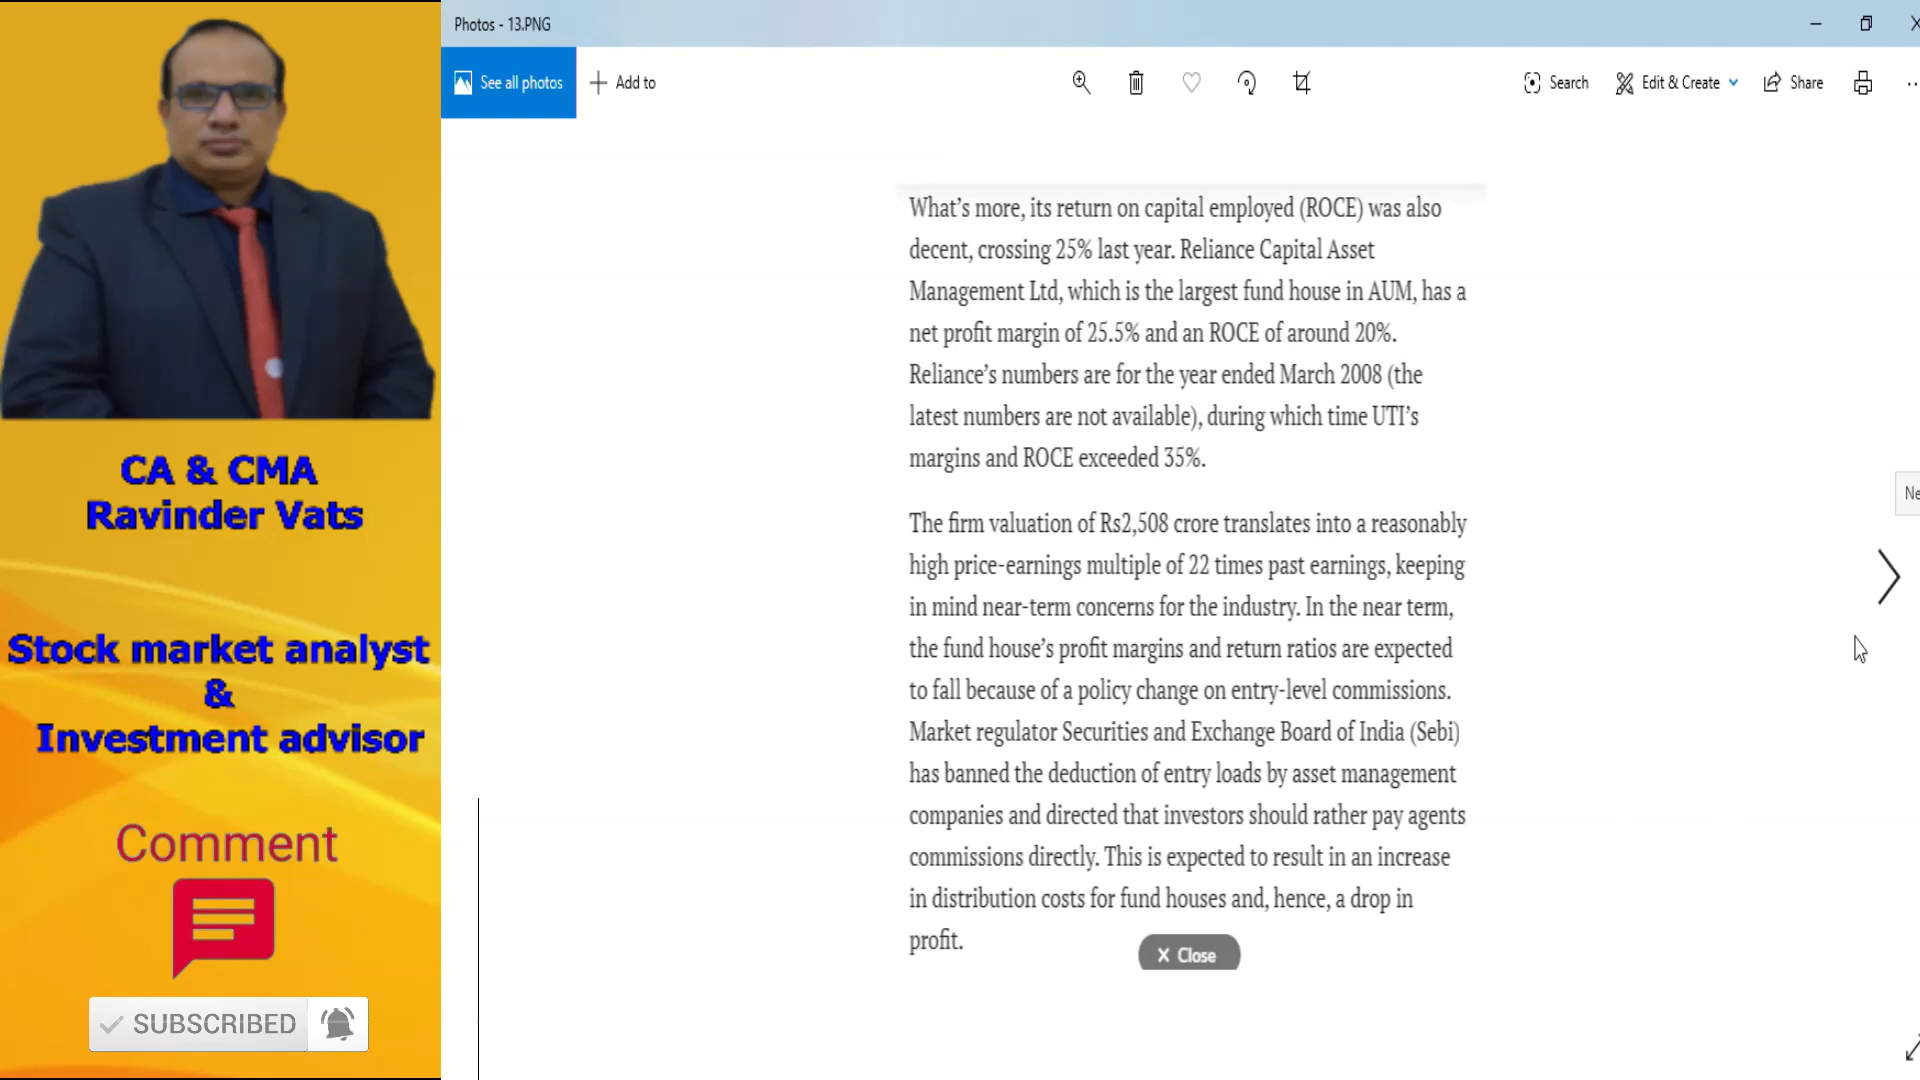 Photos - 13.PNG
See all photos
Add to
Search
Edit & Create
Share
What's more, its return on capital employed (ROCE) was also
decent, crossing 25% last year. Reliance Capital Asset
Management Ltd, which is the largest fund house in AUM, has a
net profit margin of 25.5% and an ROCE of around 20%.
Reliance's numbers are for the year ended March 2008 (the
latest numbers are not available), during which time UTI's
margins and ROCE exceeded 35%.
The firm valuation of Rs2,508 crore translates into a reasonably
high price-earnings multiple of 22 times past earnings, keeping
in mind near-term concerns for the industry. In the near term,
the fund house's profit margins and return ratios are expected
to fall because of a policy change on entry-level commissions.
Market regulator Securities and Exchange Board of India (Sebi)
has banned the deduction of entry loads by asset management
companies and directed that investors should rather pay agents
commissions directly. This is expected to result in an increase
in distribution costs for fund houses and, hence, a drop in
profit.
X Close
Ne
CA & CMA
Ravinder Vats
Stock market analyst
&
Investment advisor
Comment
SUBSCRIBED